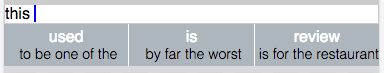 this
used is review
to be one of the by far the worst is for the restaurant